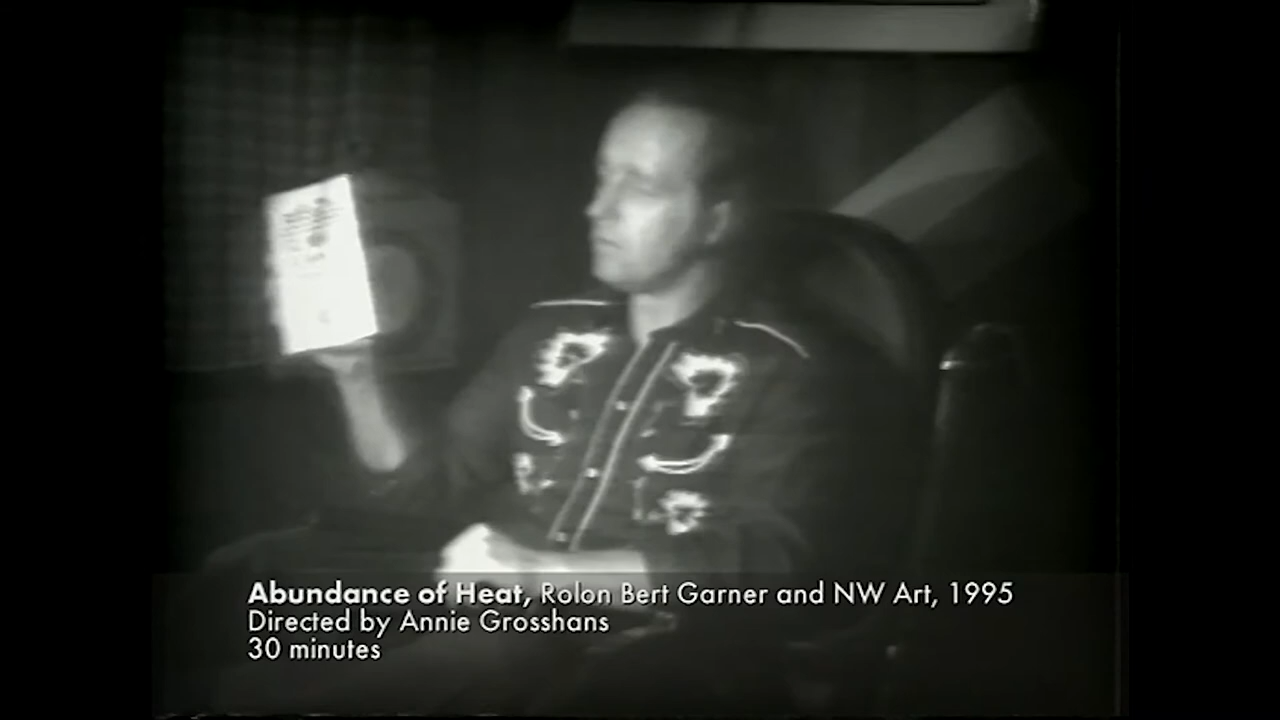 Abundance of Heat, Rolon Bert Garner and NW Art, 1995
Directed by Annie Grosshans
30 minutes